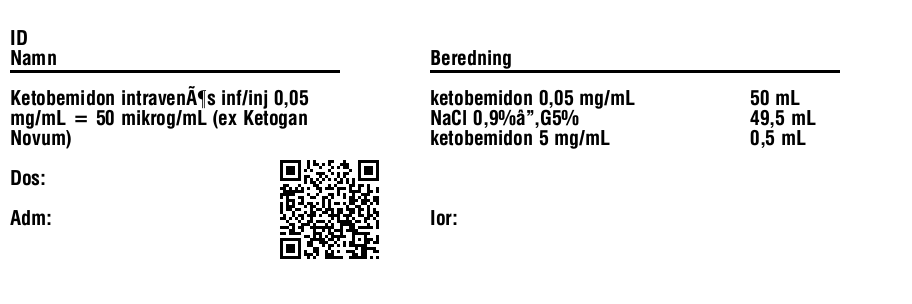 ID
Namn
Ketobemidon intravenÃ¶s inf/inj 0,05
mg/mL = 50 mikrog/mL (ex Ketogan
Novum)
Dos:
Adm:
Beredning
ketobemidon 0,05 mg/mL 50 mL
NaCl 0,9%â”‚G5% 49,5 mL
ketobemidon 5 mg/mL 0,5 mL
Ior: